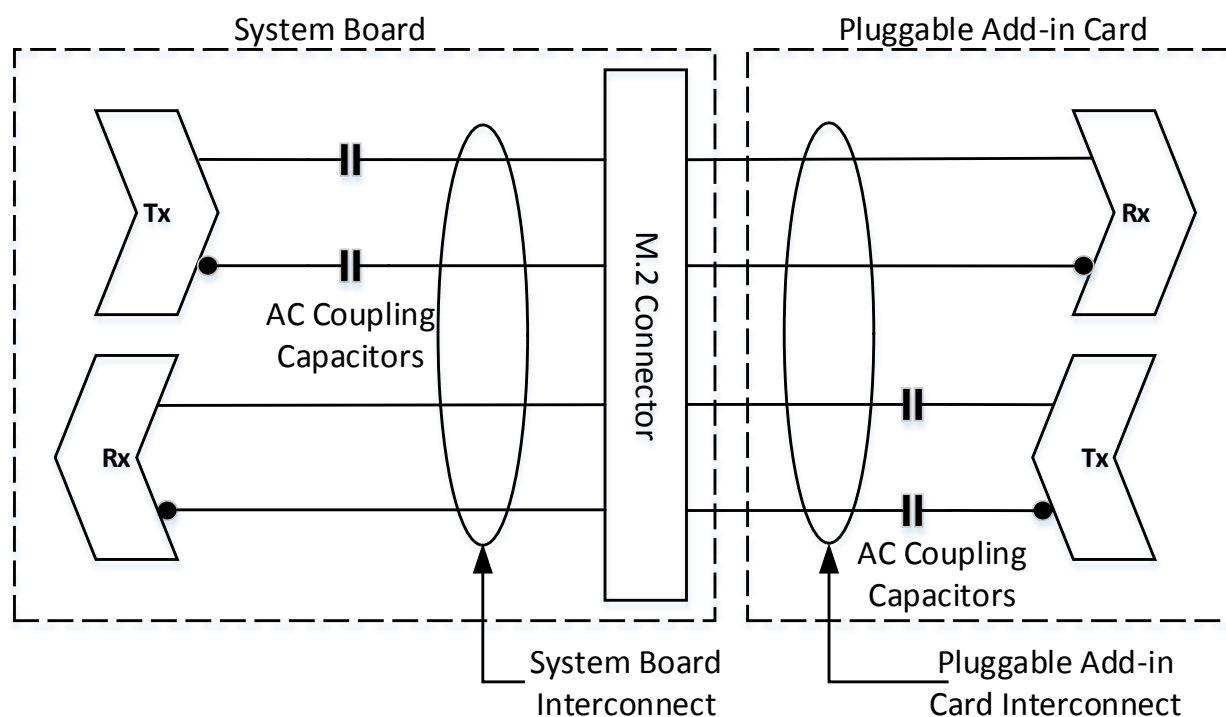 System Board
Pluggable Add-in Card
Tx
Rx
AC Coupling
Capacitors
M.2 Connector
Rx
Tx
AC Coupling
Capacitors
System Board
Interconnect
Pluggable Add-in
Card Interconnect